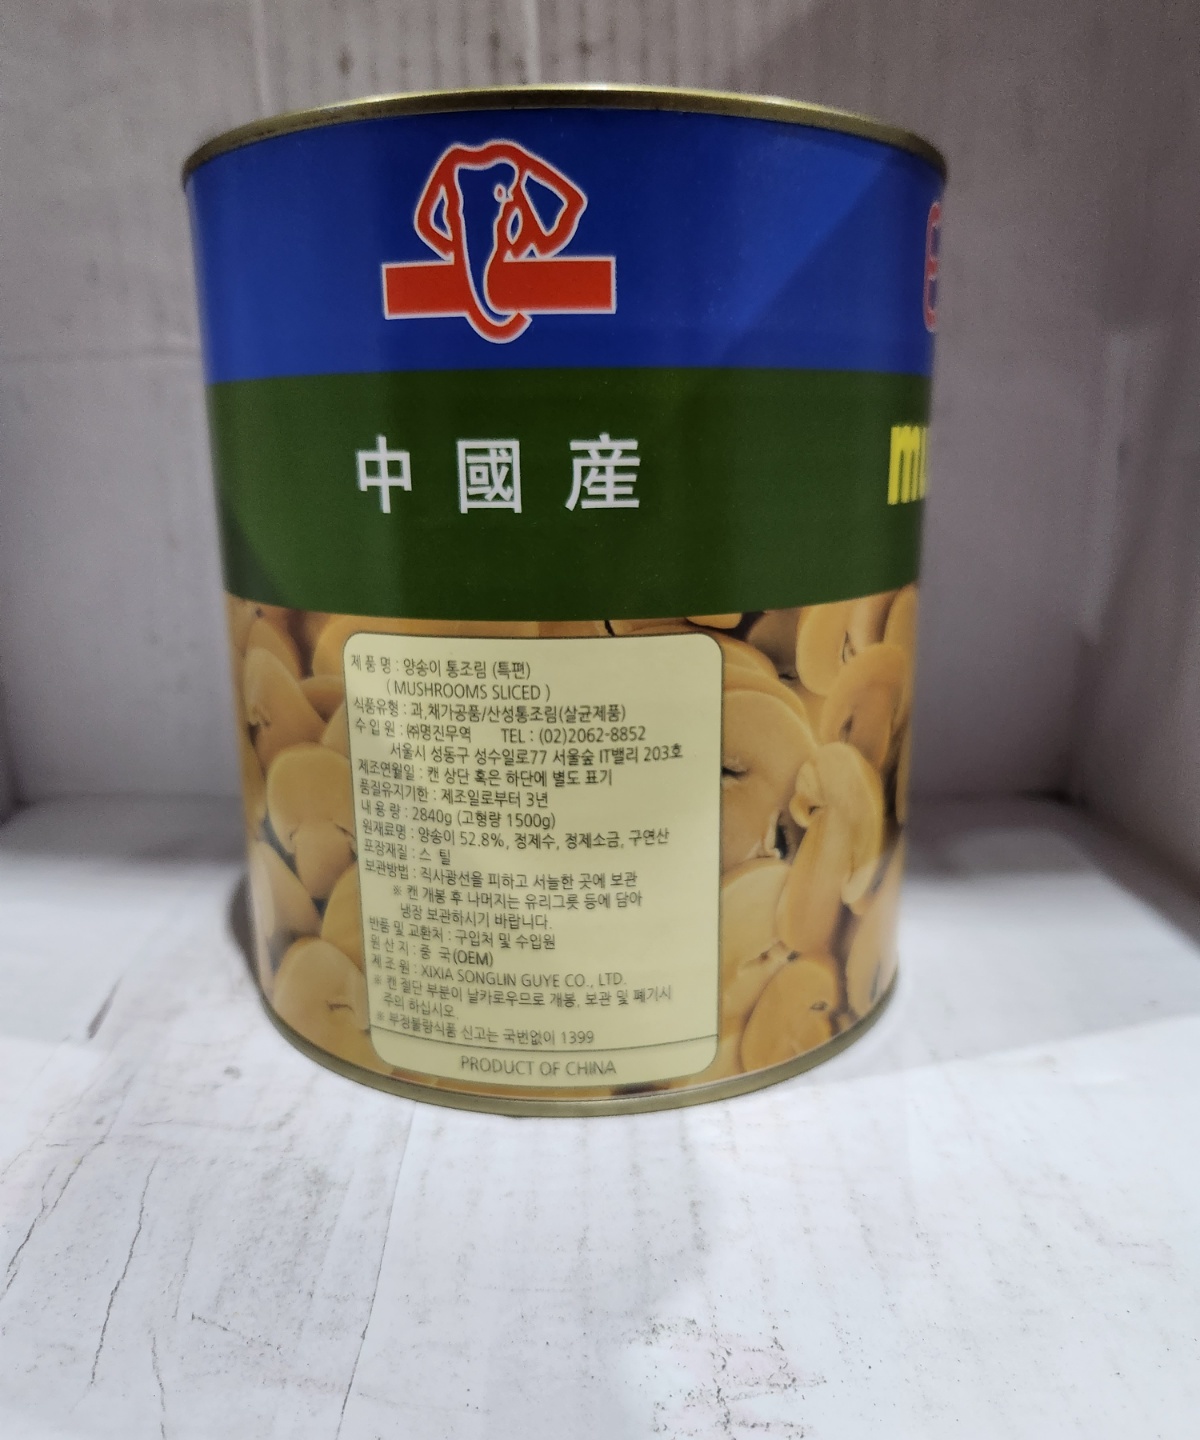 中國産
mu
제 품 명 : 양송이 통조림 (특편)
( MUSHROOMS SLICED )
식품유형 : 과,채가공품/산성통조림(살균제품)
수 입 원 : ㈜명진무역 TEL : (02)2062-8852
서울시 성동구 성수일로77 서울숲 IT밸리 203호
제조연월일 : 캔 상단 혹은 하단에 별도 표기
품질유지기한 : 제조일로부터 3년
내 용 량 : 2840g (고형량 1500g)
원재료명 : 양송이 52.8%, 정제수, 정제소금, 구연산
포장재질 : 스 틸
보관방법 : 직사광선을 피하고 서늘한 곳에 보관
※ 캔 개봉 후 나머지는 유리그릇 등에 담아
냉장 보관하시기 바랍니다.
반품 및 교환처 : 구입처 및 수입원
원 산 지 : 중 국(OEM)
제 조 원 : XIXIA SONGLIN GUYE CO., LTD.
※ 캔 절단 부분이 날카로우므로 개봉, 보관 및 폐기시
주의 하십시오.
※ 부정불량식품 신고는 국번없이 1399
PRODUCT OF CHINA